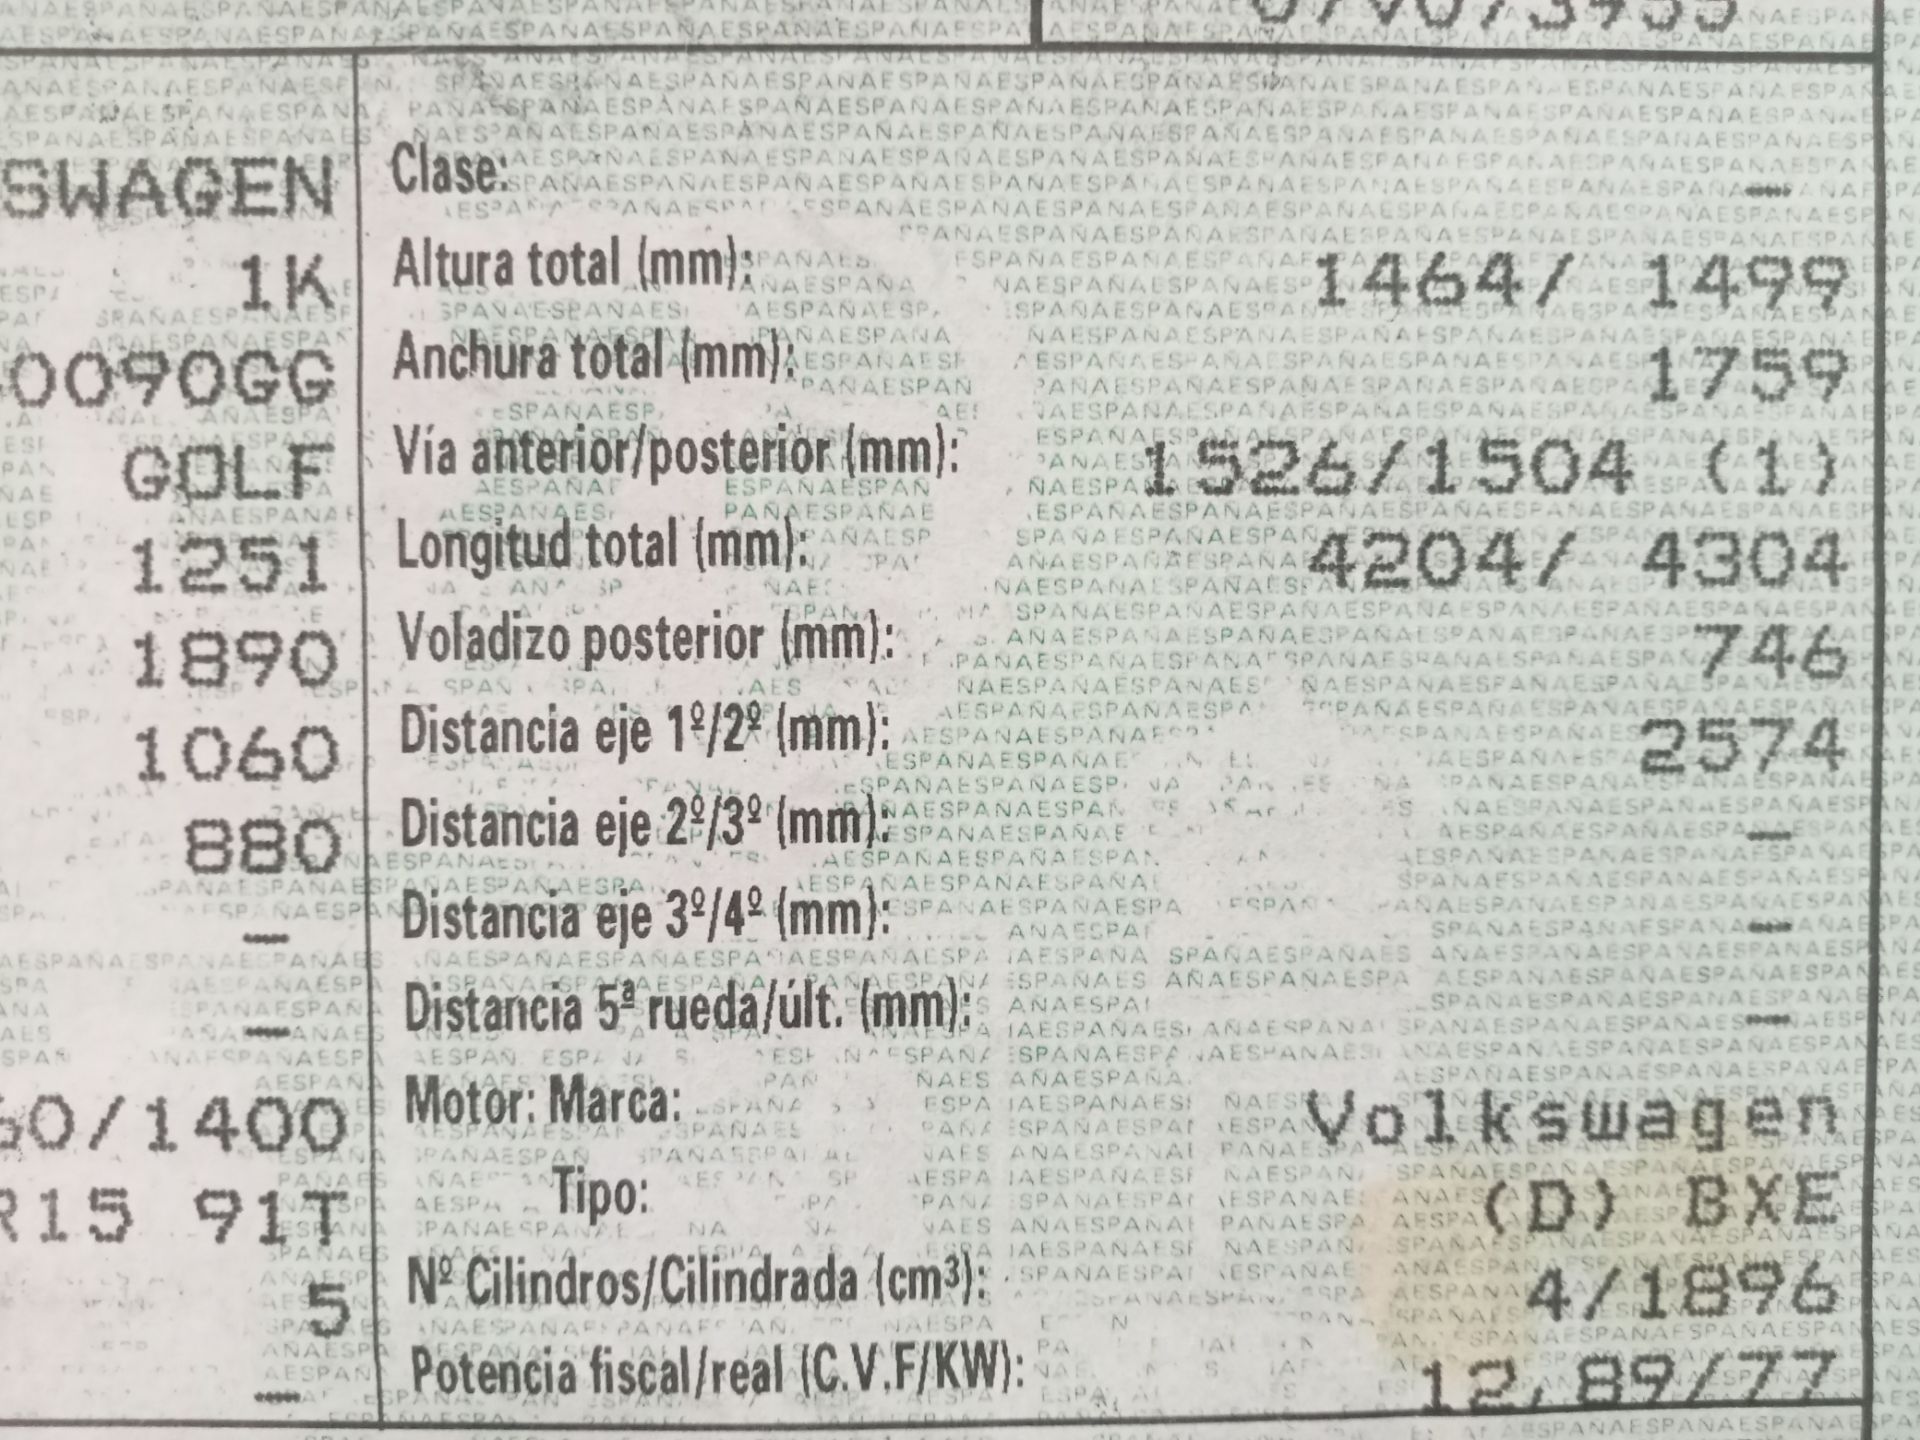 SWAGEN
1K
0090GG
GOLF
1251
1890
1060
880
—
—
60/1400
R15 91T
5
—
Clase: —
Altura total (mm): 1464/ 1499
Anchura total (mm): 1759
Vía anterior/posterior (mm): 1526/1504 (1)
Longitud total (mm): 4204/ 4304
Voladizo posterior (mm): 746
Distancia eje 1º/2º (mm): 2574
Distancia eje 2º/3º (mm): —
Distancia eje 3º/4º (mm): —
Distancia 5ª rueda/últ. (mm): —
Motor: Marca: Volkswagen
Tipo: (D) BXE
Nº Cilindros/Cilindrada (cm³): 4/1896
Potencia fiscal/real (C.V.F/KW): 12,89/77